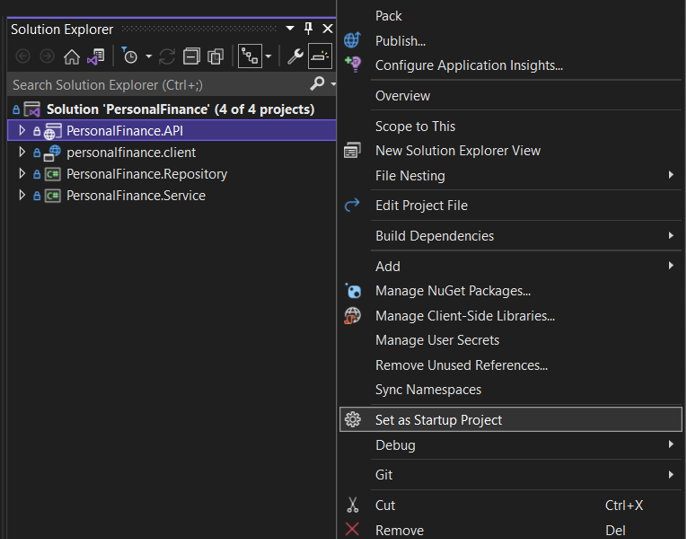 Solution Explorer
Search Solution Explorer (Ctrl+;)
Solution 'PersonalFinance' (4 of 4 projects)
PersonalFinance.API
personalfinance.client
C# PersonalFinance.Repository
C# PersonalFinance.Service
Pack
Publish...
Configure Application Insights...
Overview
Scope to This
New Solution Explorer View
File Nesting
Edit Project File
Build Dependencies
Add
Manage NuGet Packages...
Manage Client-Side Libraries...
Manage User Secrets
Remove Unused References...
Sync Namespaces
Set as Startup Project
Debug
Git
Cut Ctrl+X
Remove Del